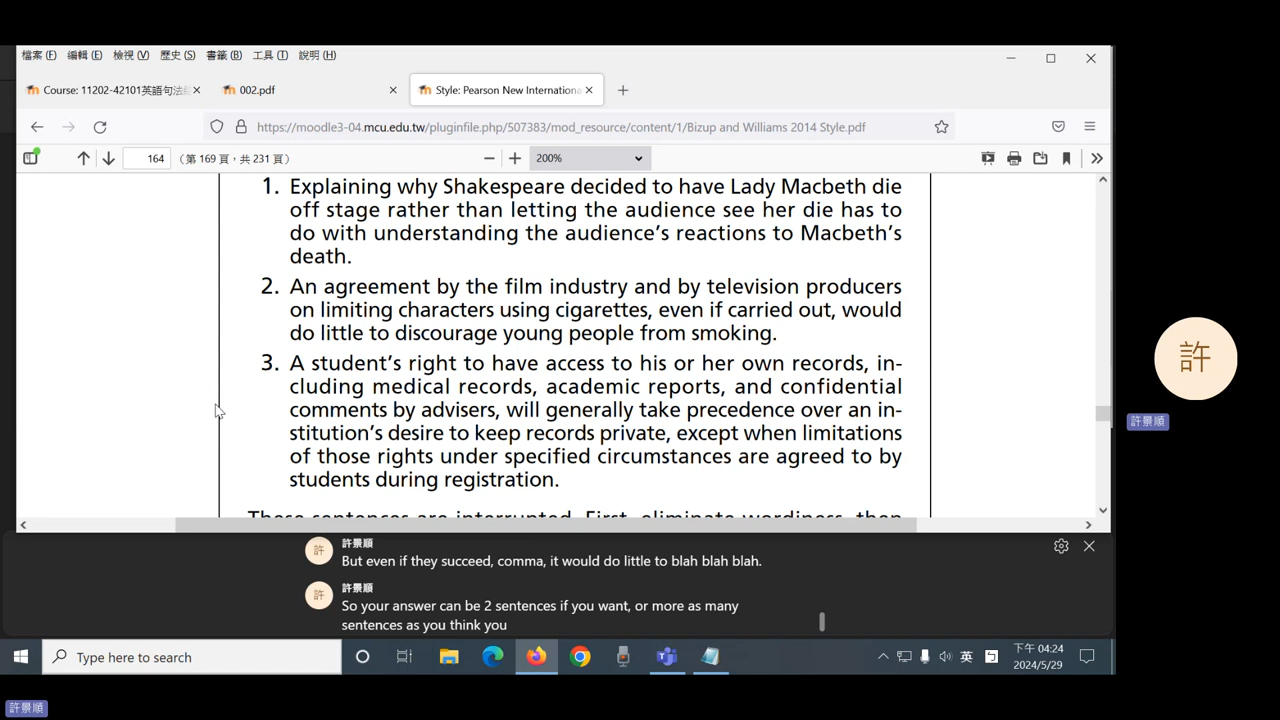 檔案(F) 編輯(E) 檢視(V) 歷史(S) 書籤(B) 工具(T) 說明(H)
Course: 11202-42101英語句法
002.pdf
Style: Pearson New Internationa
https://moodle3-04.mcu.edu.tw/pluginfile.php/507383/mod_resource/content/1/Bizup and Williams 2014 Style.pdf
164 (第 169 頁,共 231 頁)
200%
1. Explaining why Shakespeare decided to have Lady Macbeth die
off stage rather than letting the audience see her die has to
do with understanding the audience's reactions to Macbeth's
death.
2. An agreement by the film industry and by television producers
on limiting characters using cigarettes, even if carried out, would
do little to discourage young people from smoking.
3. A student's right to have access to his or her own records, in-
cluding medical records, academic reports, and confidential
comments by advisers, will generally take precedence over an in-
stitution's desire to keep records private, except when limitations
of those rights under specified circumstances are agreed to by
students during registration.
These sentences are interrupted. First, eliminate wordiness, then
許
許景順
許
許景順
But even if they succeed, comma, it would do little to blah blah blah.
許
許景順
So your answer can be 2 sentences if you want, or more as many
sentences as you think you
Type here to search
英
下午 04:24
2024/5/29
許景順